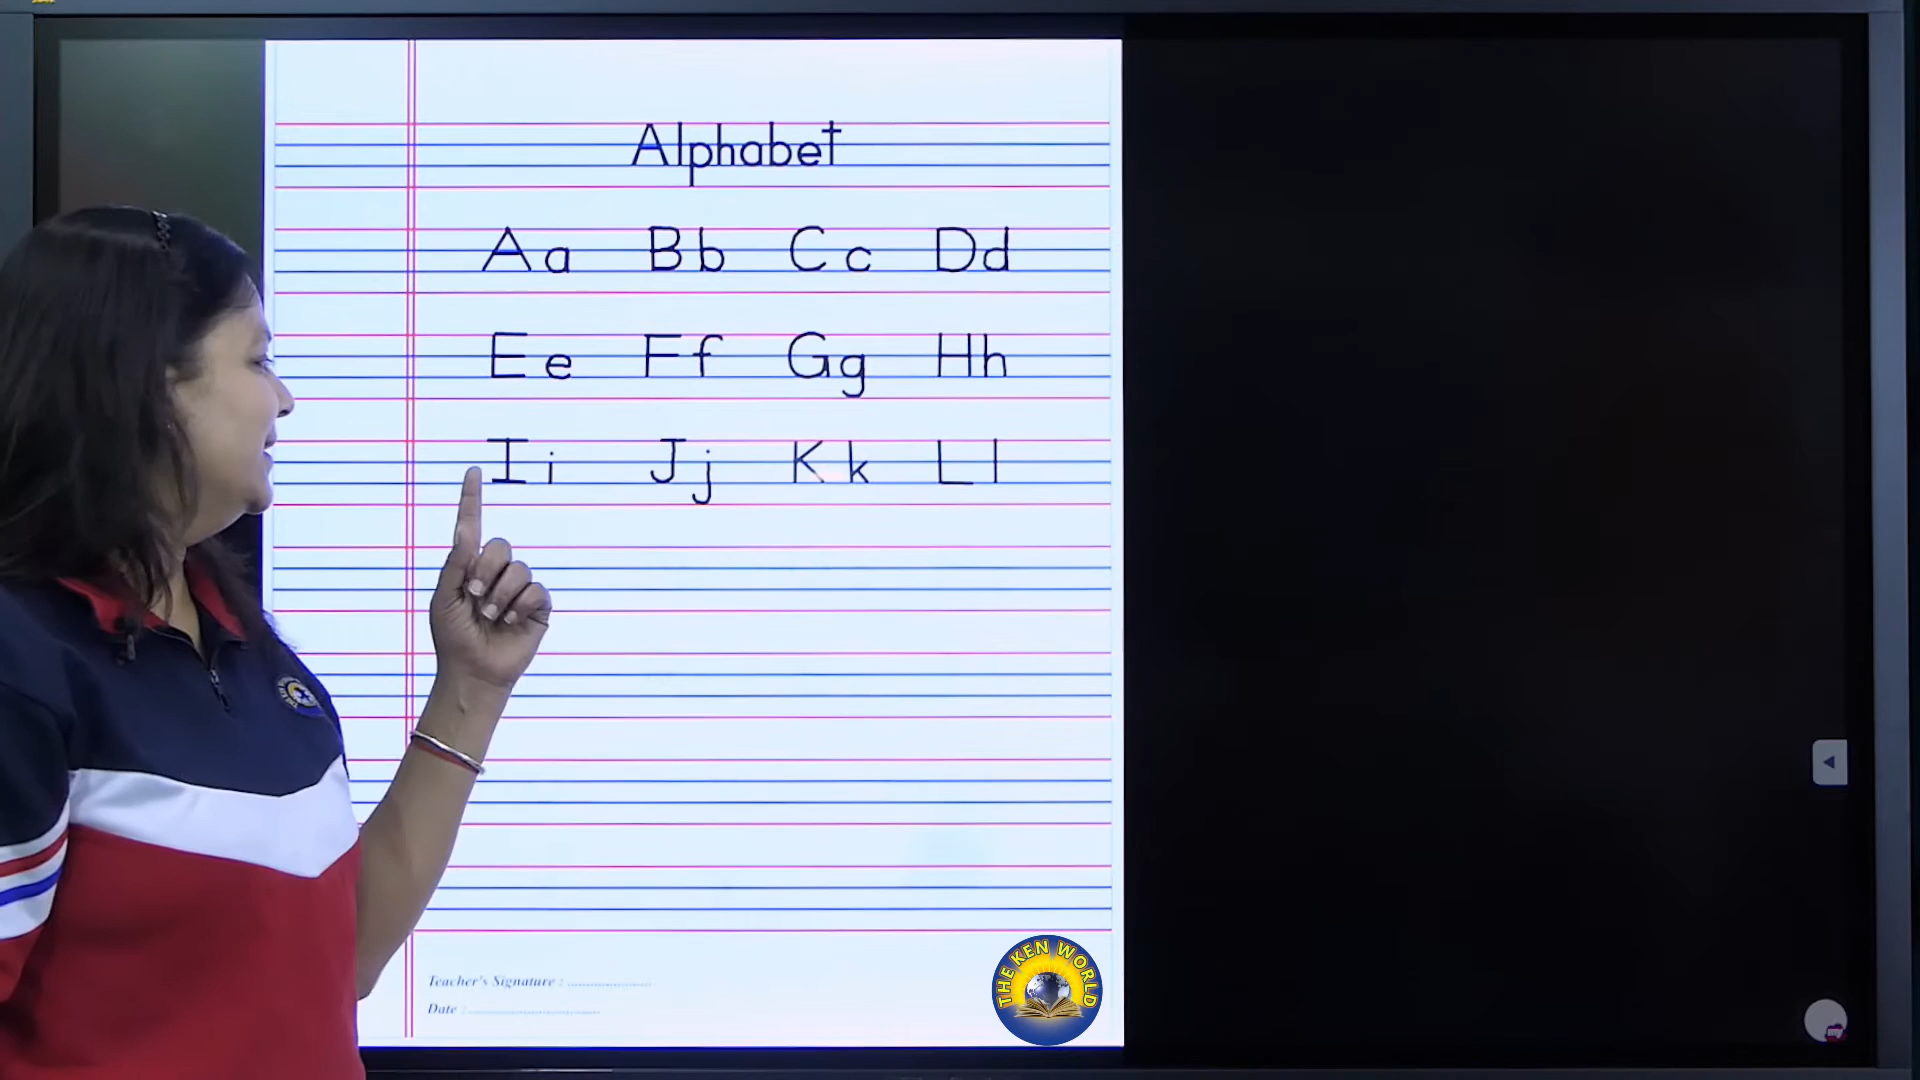 Alphabet
Aa Bb Cc Dd
Ee Ff Gg Hh
Ii Jj Kk Ll
Teacher's Signature : .....................
Date : .................................
THE KEN WORLD